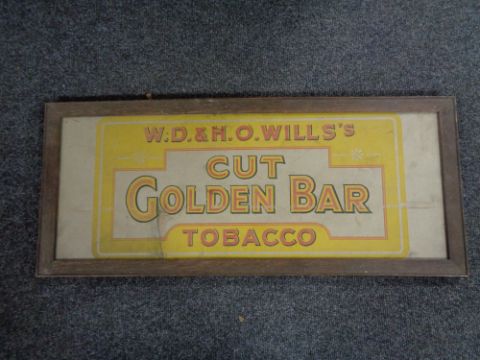 W.D. & H.O. WILLS's
CUT
GOLDEN BAR
TOBACCO